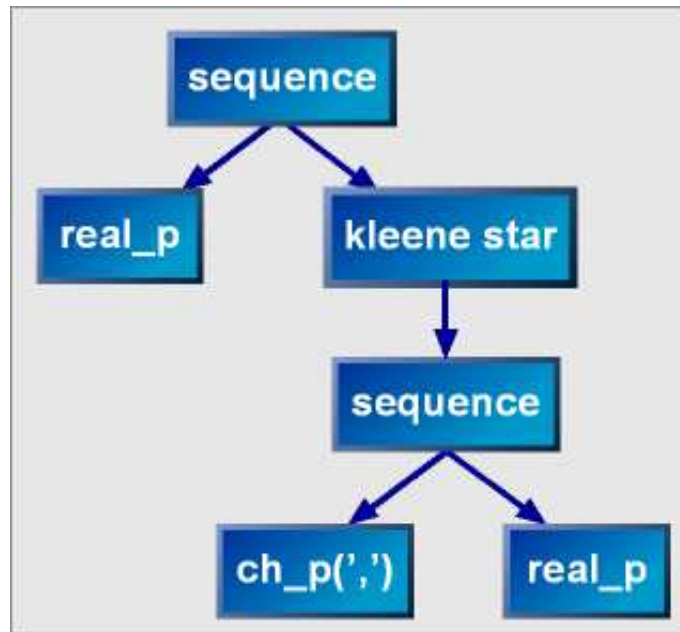 sequence
real_p
kleene star
sequence
ch_p(’,’)
real_p